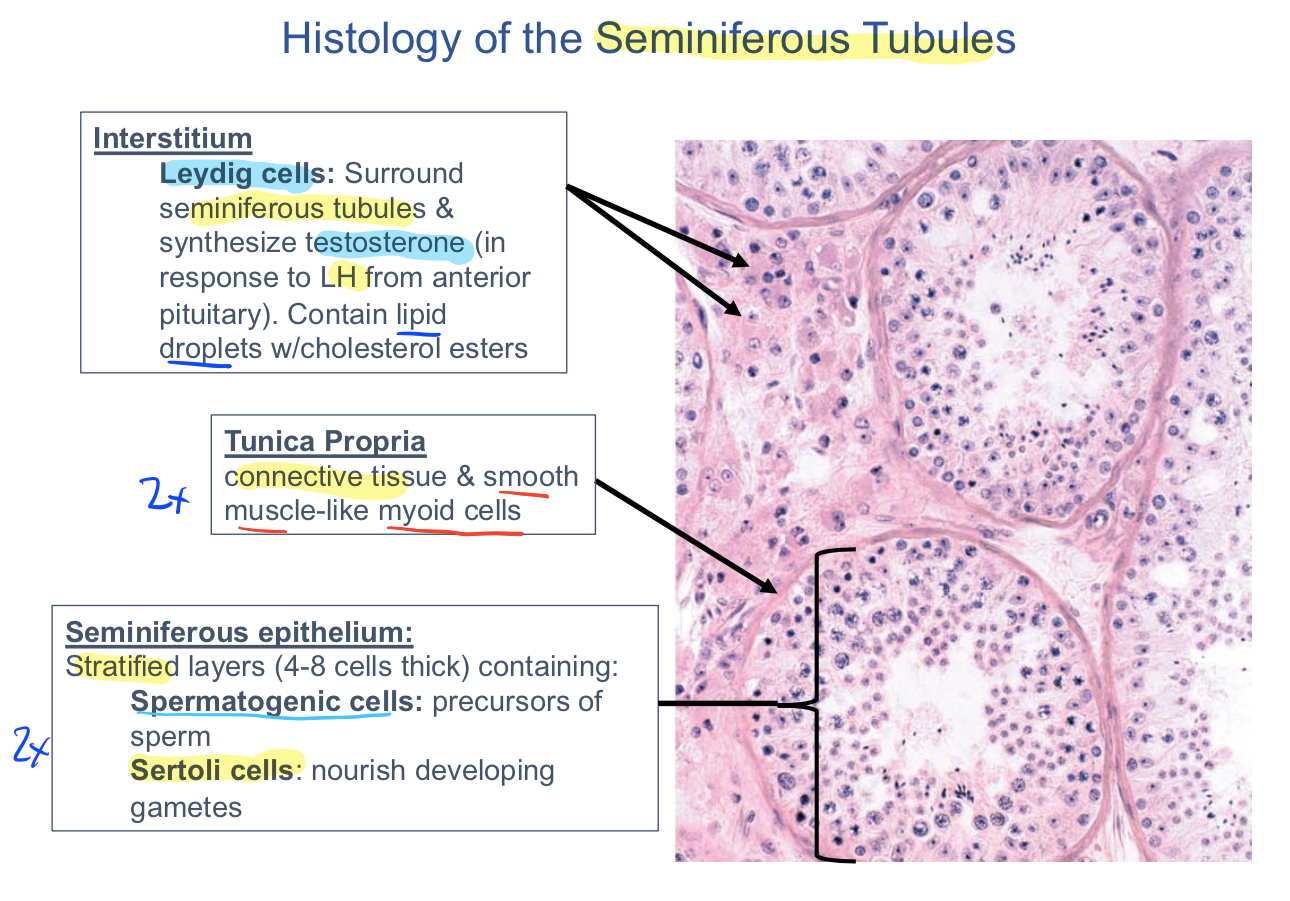 Histology of the Seminiferous Tubules
Interstitium
Leydig cells: Surround
seminiferous tubules &
synthesize testosterone (in
response to LH from anterior
pituitary). Contain lipid
droplets w/cholesterol esters
Tunica Propria
connective tissue & smooth
muscle-like myoid cells
2x
Seminiferous epithelium:
Stratified layers (4-8 cells thick) containing:
Spermatogenic cells: precursors of
sperm
Sertoli cells: nourish developing
gametes
2x